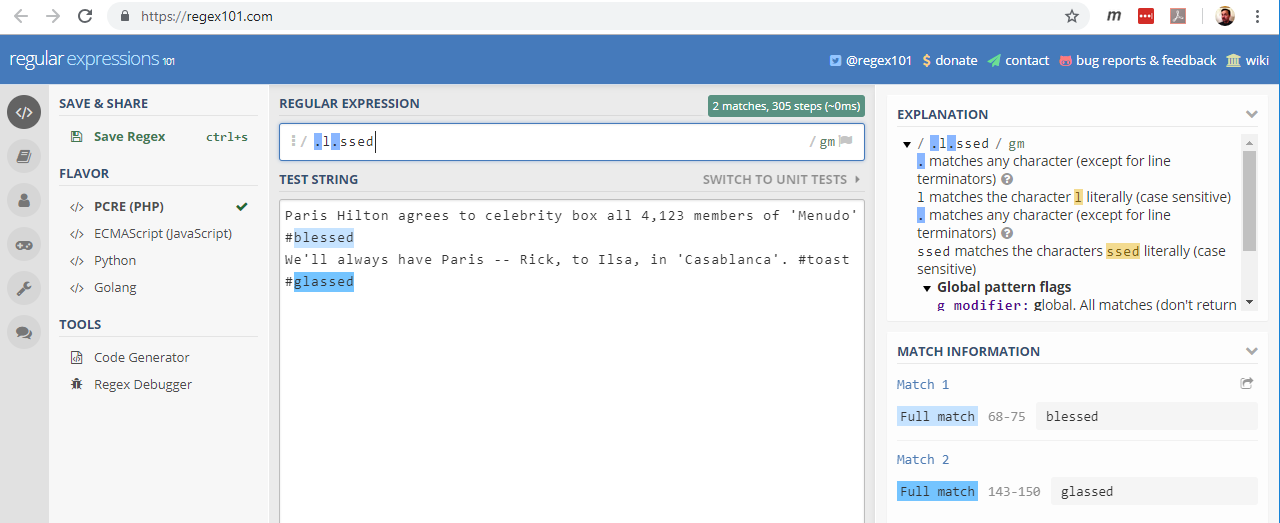 https://regex101.com
m
regular expressions 101
@regex101 donate contact bug reports & feedback wiki
SAVE & SHARE
Save Regex ctrl+s
FLAVOR
PCRE (PHP)
ECMAScript (JavaScript)
Python
Golang
TOOLS
Code Generator
Regex Debugger
REGULAR EXPRESSION
2 matches, 305 steps (~0ms)
/ .l.ssed / gm
TEST STRING
SWITCH TO UNIT TESTS
Paris Hilton agrees to celebrity box all 4,123 members of 'Menudo'
#blessed
We'll always have Paris -- Rick, to Ilsa, in 'Casablanca'. #toast
#glassed
EXPLANATION
/ .l.ssed / gm
. matches any character (except for line
terminators)
l matches the character l literally (case sensitive)
. matches any character (except for line
terminators)
ssed matches the characters ssed literally (case
sensitive)
Global pattern flags
g modifier: global. All matches (don't return
MATCH INFORMATION
Match 1
Full match 68-75 blessed
Match 2
Full match 143-150 glassed